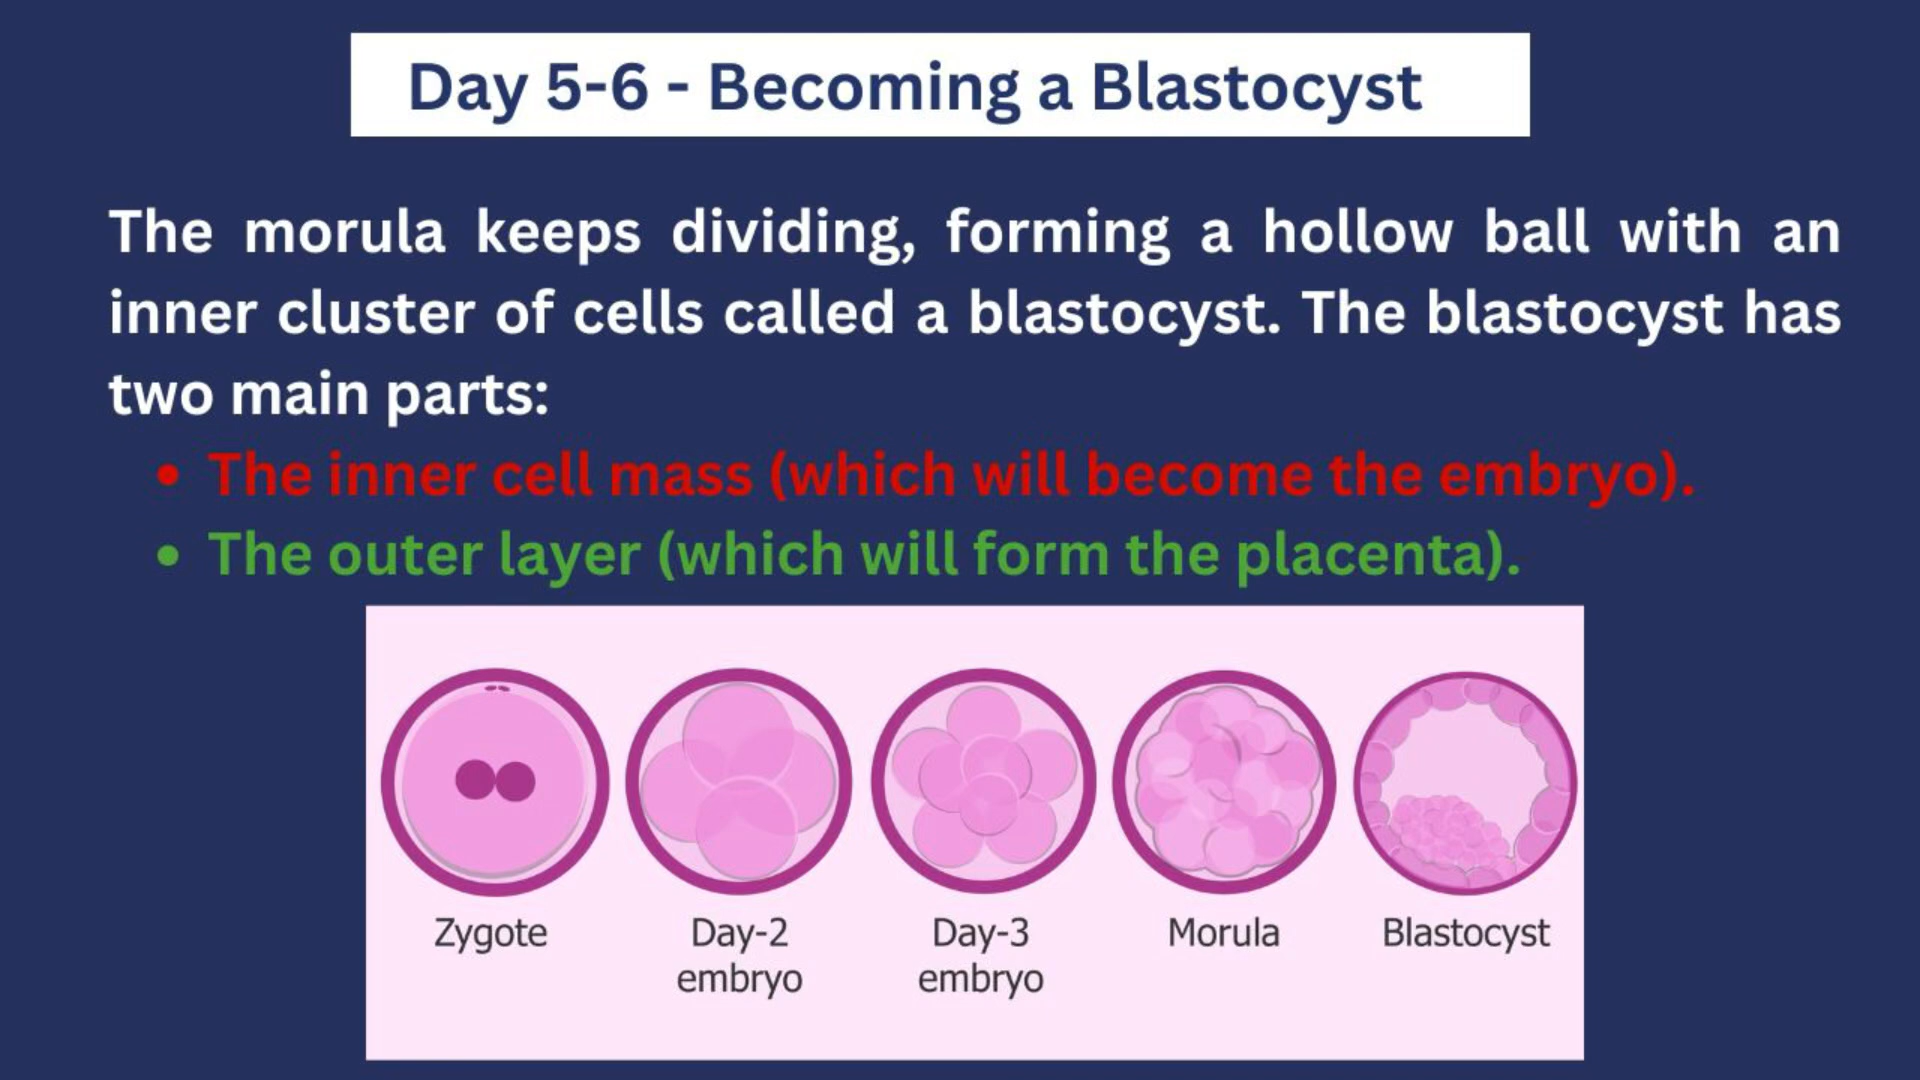 Day 5-6 - Becoming a Blastocyst
The morula keeps dividing, forming a hollow ball with an
inner cluster of cells called a blastocyst. The blastocyst has
two main parts:
• The inner cell mass (which will become the embryo).
• The outer layer (which will form the placenta).
Zygote
Day-2
embryo
Day-3
embryo
Morula
Blastocyst